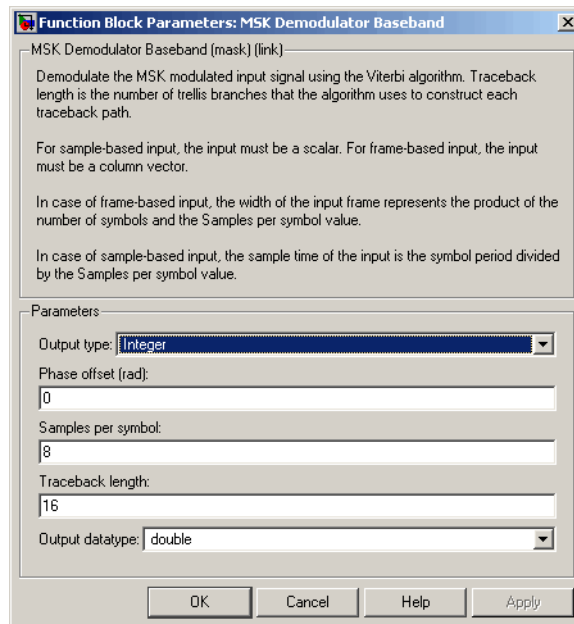 Function Block Parameters: MSK Demodulator Baseband
MSK Demodulator Baseband (mask) (link)
Demodulate the MSK modulated input signal using the Viterbi algorithm. Traceback
length is the number of trellis branches that the algorithm uses to construct each
traceback path.
For sample-based input, the input must be a scalar. For frame-based input, the input
must be a column vector.
In case of frame-based input, the width of the input frame represents the product of the
number of symbols and the Samples per symbol value.
In case of sample-based input, the sample time of the input is the symbol period divided
by the Samples per symbol value.
Parameters
Output type: Integer
Phase offset (rad):
0
Samples per symbol:
8
Traceback length:
16
Output datatype: double
OK Cancel Help Apply